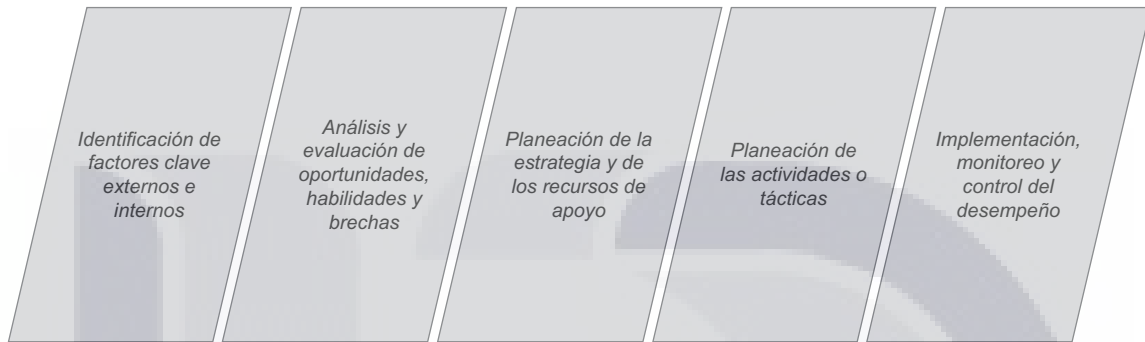 Identificación de
factores clave
externos e
internos
Análisis y
evaluación de
oportunidades,
habilidades y
brechas
Planeación de la
estrategia y de
los recursos de
apoyo
Planeación de
las actividades o
tácticas
Implementación,
monitoreo y
control del
desempeño